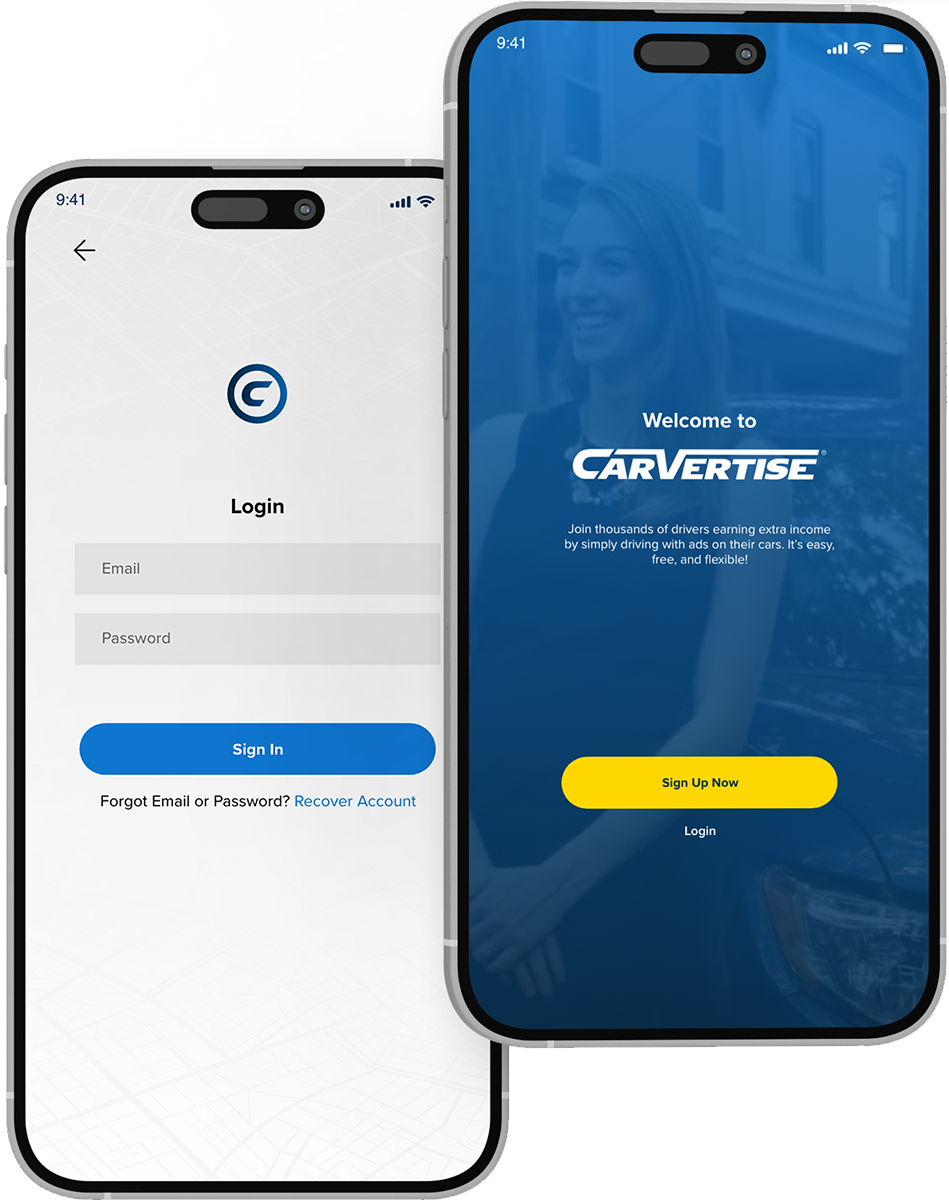 9:41
Login
Email
Password
Sign In
Forgot Email or Password? Recover Account
9:41
Welcome to
CARVERTISE®
Join thousands of drivers earning extra income
by simply driving with ads on their cars. It's easy,
free, and flexible!
Sign Up Now
Login